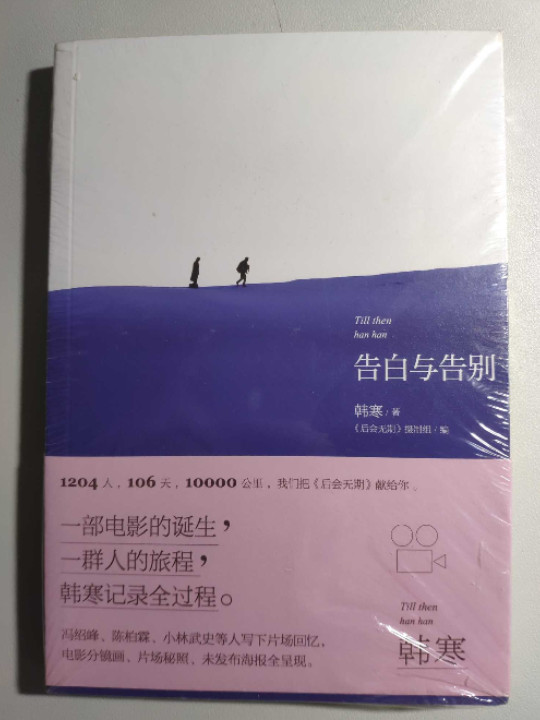 Till then
han han
告白与告别
韩寒 / 著
《后会无期》摄制组 / 编
1204 人，106 天，10000 公里，我们把《后会无期》献给你。
一部电影的诞生，
一群人的旅程，
韩寒记录全过程。
冯绍峰、陈柏霖、小林武史等人写下片场回忆，
电影分镜画、片场秘照、未发布海报全呈现。
Till then
han han
韩寒